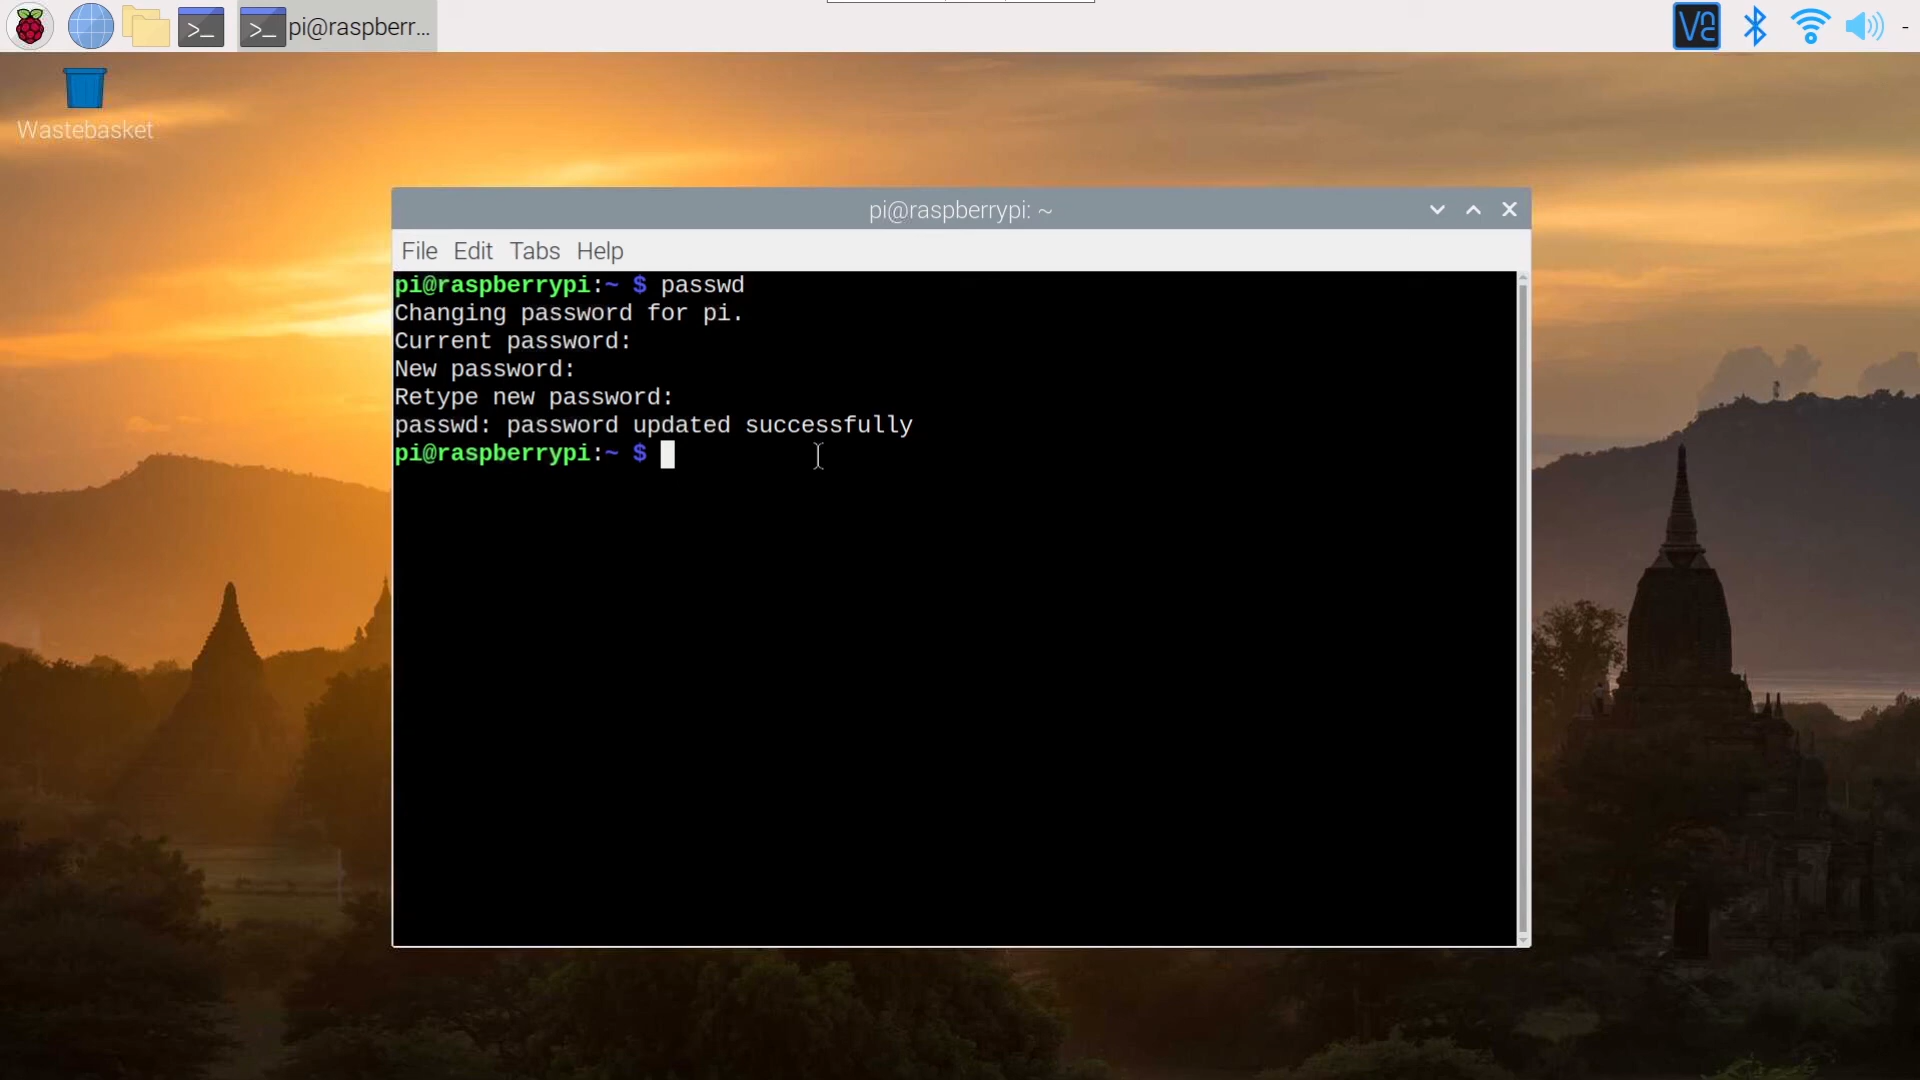 pi@raspberr...
Wastebasket
pi@raspberrypi: ~
File Edit Tabs Help
pi@raspberrypi:~ $ passwd
Changing password for pi.
Current password:
New password:
Retype new password:
passwd: password updated successfully
pi@raspberrypi:~ $